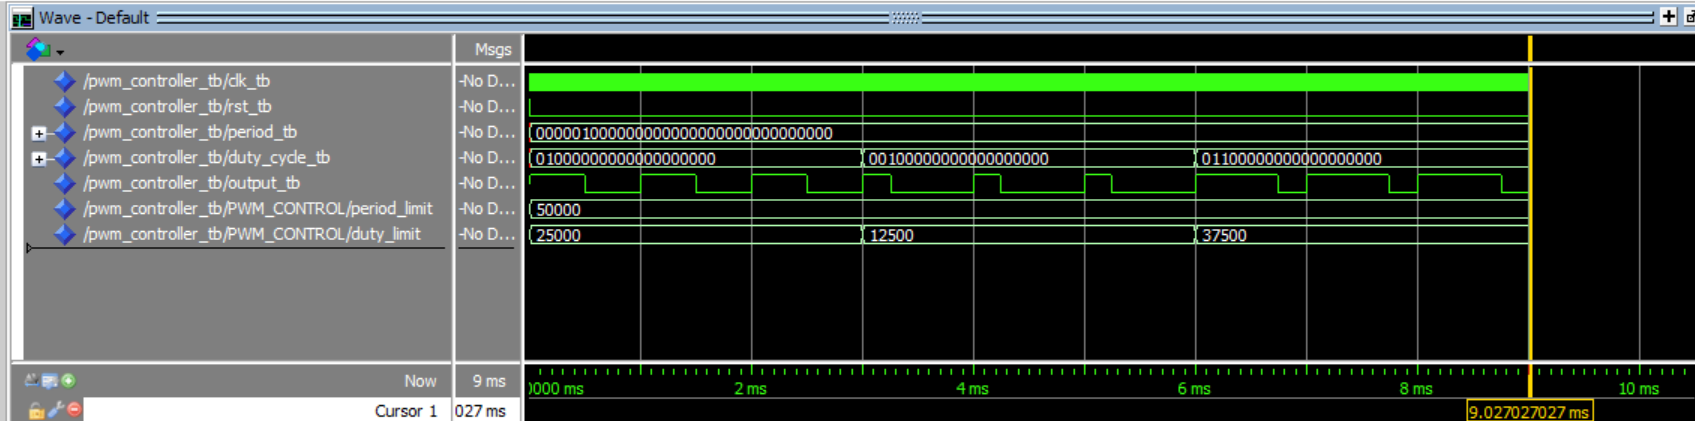 Wave - Default
Msgs
/pwm_controller_tb/clk_tb -No D...
/pwm_controller_tb/rst_tb -No D...
/pwm_controller_tb/period_tb -No D... 000001000000000000000000000000000
/pwm_controller_tb/duty_cycle_tb -No D... 01000000000000000000 00100000000000000000 01100000000000000000
/pwm_controller_tb/output_tb -No D...
/pwm_controller_tb/PWM_CONTROL/period_limit -No D... 50000
/pwm_controller_tb/PWM_CONTROL/duty_limit -No D... 25000 12500 37500
Now 9 ms 0000 ms 2 ms 4 ms 6 ms 8 ms 10 ms
Cursor 1 027 ms 9.027027027 ms